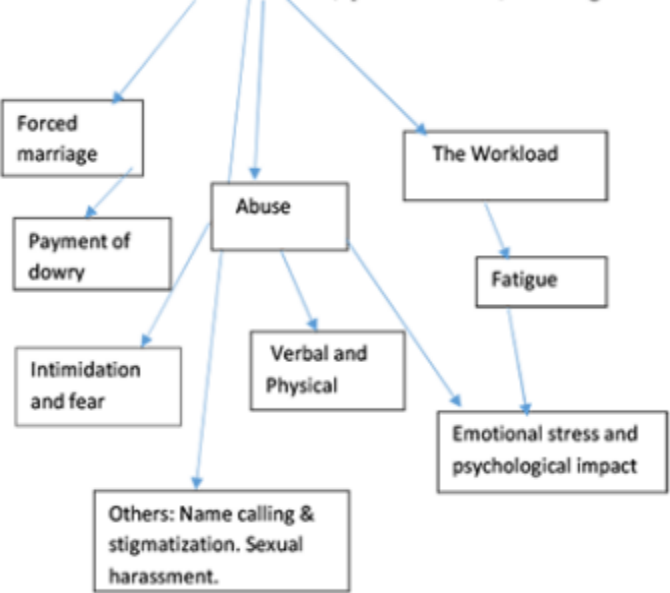 Forced
marriage
The Workload
Abuse
Payment of
dowry
Fatigue
Intimidation
and fear
Verbal and
Physical
Emotional stress and
psychological impact
Others: Name calling &
stigmatization. Sexual
harassment.